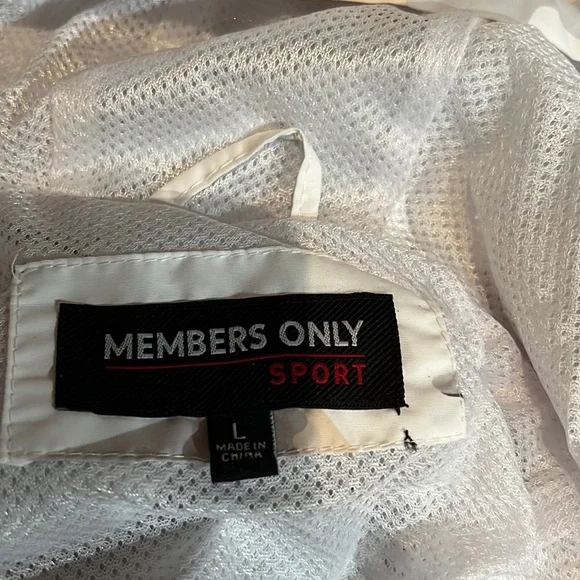 MEMBERS ONLY
SPORT
L
MADE IN
CHINA